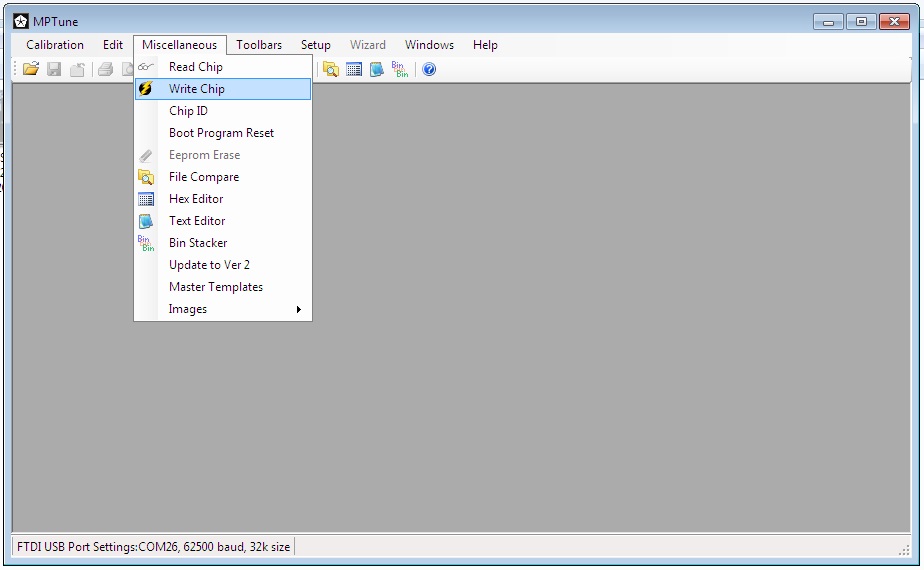 MPTune
Calibration Edit Miscellaneous Toolbars Setup Wizard Windows Help
Read Chip
Write Chip
Chip ID
Boot Program Reset
Eeprom Erase
File Compare
Hex Editor
Text Editor
Bin Stacker
Update to Ver 2
Master Templates
Images
FTDI USB Port Settings:COM26, 62500 baud, 32k size